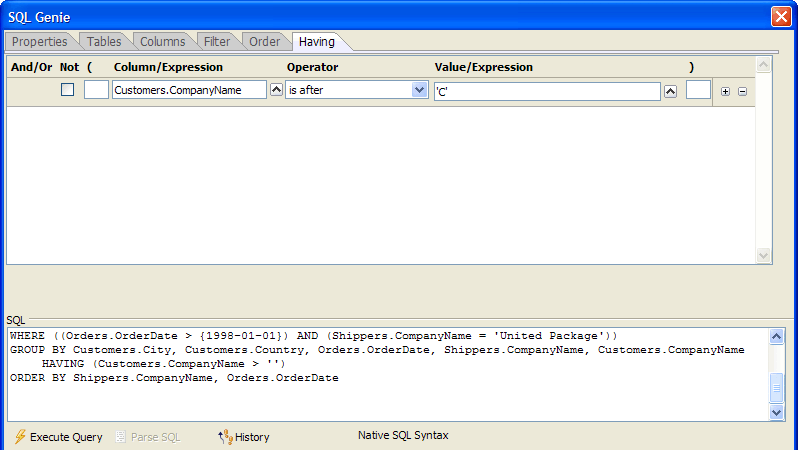 SQL Genie
Properties Tables Columns Filter Order Having
And/Or Not ( Column/Expression Operator Value/Expression )
Customers.CompanyName is after 'C'
SQL
WHERE ((Orders.OrderDate > {1998-01-01}) AND (Shippers.CompanyName = 'United Package'))
GROUP BY Customers.City, Customers.Country, Orders.OrderDate, Shippers.CompanyName, Customers.CompanyName
HAVING (Customers.CompanyName > '')
ORDER BY Shippers.CompanyName, Orders.OrderDate
Execute Query Parse SQL History Native SQL Syntax